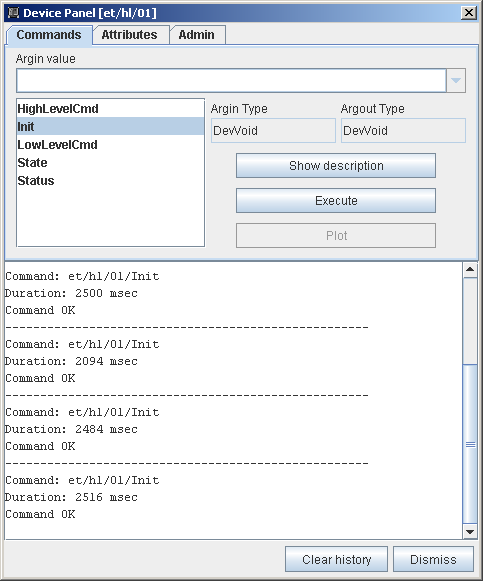 Device Panel [et/hl/01]
Commands Attributes Admin
Argin value
HighLevelCmd
Init
LowLevelCmd
State
Status
Argin Type Argout Type
DevVoid DevVoid
Show description
Execute
Plot
Command: et/hl/01/Init
Duration: 2500 msec
Command OK
----------------------------------------------------
Command: et/hl/01/Init
Duration: 2094 msec
Command OK
----------------------------------------------------
Command: et/hl/01/Init
Duration: 2484 msec
Command OK
----------------------------------------------------
Command: et/hl/01/Init
Duration: 2516 msec
Command OK
Clear history Dismiss